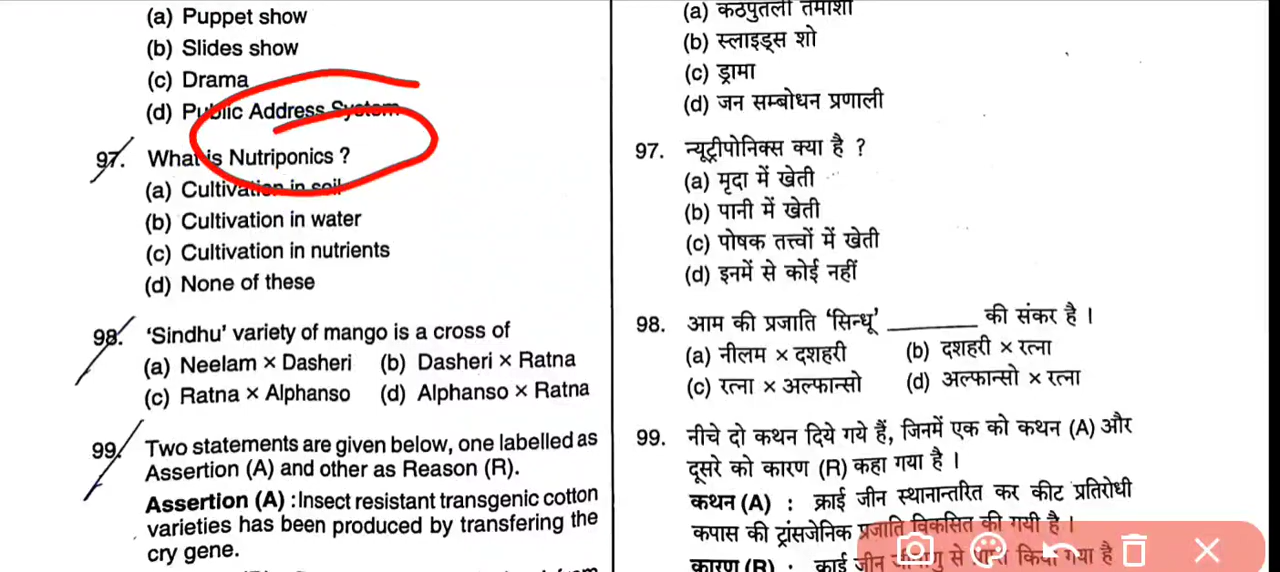 (a) Puppet show
(b) Slides show
(c) Drama
(d) Public Address System
97. What is Nutriponics ?
(a) Cultivation in soil
(b) Cultivation in water
(c) Cultivation in nutrients
(d) None of these
98. ‘Sindhu’ variety of mango is a cross of
(a) Neelam × Dasheri (b) Dasheri × Ratna
(c) Ratna × Alphanso (d) Alphanso × Ratna
99. Two statements are given below, one labelled as
Assertion (A) and other as Reason (R).
Assertion (A) :Insect resistant transgenic cotton
varieties has been produced by transfering the
cry gene.
(a) कठपुतली तमाशा
(b) स्लाइड्स शो
(c) ड्रामा
(d) जन सम्बोधन प्रणाली
97. न्यूट्रीपोनिक्स क्या है ?
(a) मृदा में खेती
(b) पानी में खेती
(c) पोषक तत्त्वों में खेती
(d) इनमें से कोई नहीं
98. आम की प्रजाति ‘सिन्धू’ ________ की संकर है ।
(a) नीलम × दशहरी (b) दशहरी × रत्ना
(c) रत्ना × अल्फान्सो (d) अल्फान्सो × रत्ना
99. नीचे दो कथन दिये गये हैं, जिनमें एक को कथन (A) और
दूसरे को कारण (R) कहा गया है ।
कथन (A) : क्राई जीन स्थानान्तरित कर कीट प्रतिरोधी
कपास की ट्रांसजेनिक प्रजाति विकसित की गयी है ।
कारण (R) : क्राई जीन जीवाणु से प्राप्त किया गया है